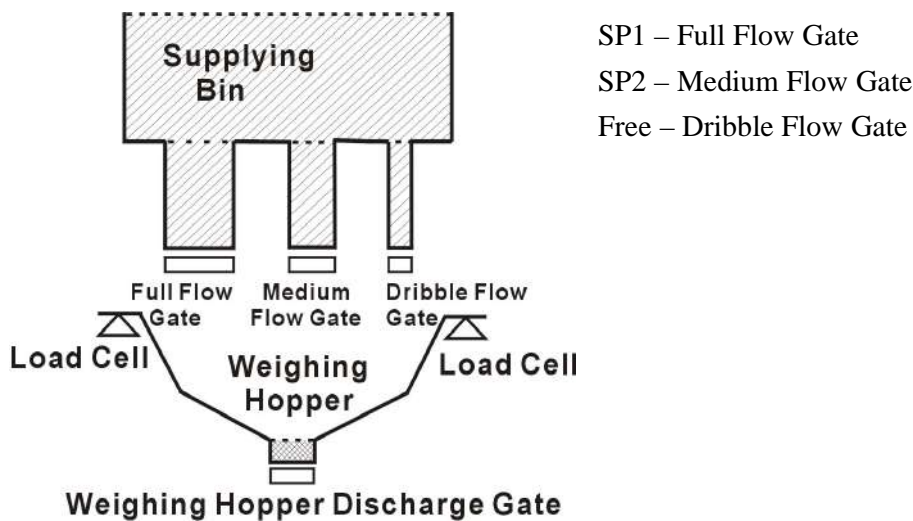 Supplying
Bin
SP1 – Full Flow Gate
SP2 – Medium Flow Gate
Free – Dribble Flow Gate
Full Flow
Gate
Medium
Flow Gate
Dribble Flow
Gate
Load Cell
Weighing
Hopper
Load Cell
Weighing Hopper Discharge Gate